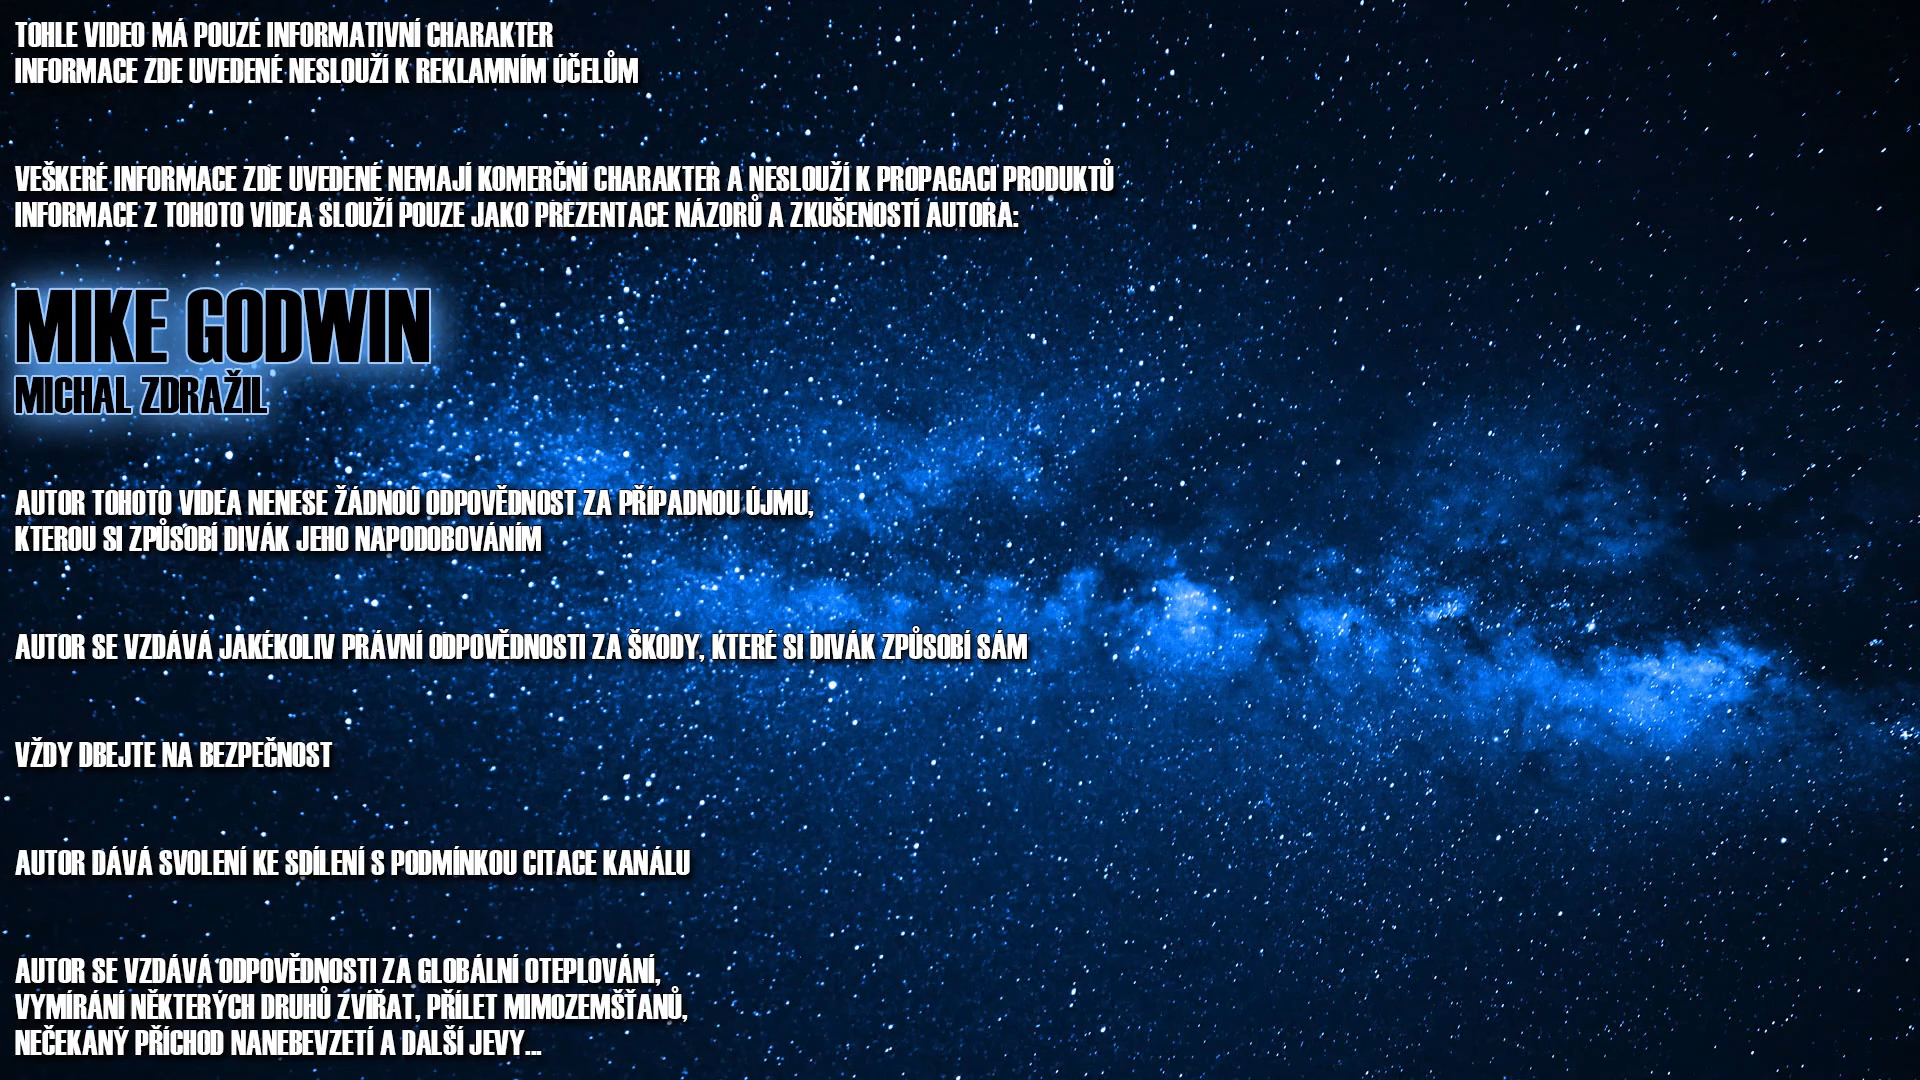 TOHLE VIDEO MÁ POUZE INFORMATIVNÍ CHARAKTER
INFORMACE ZDE UVEDENÉ NESLOUŽÍ K REKLAMNÍM ÚČELŮM
VEŠKERÉ INFORMACE ZDE UVEDENÉ NEMAJÍ KOMERČNÍ CHARAKTER A NESLOUŽÍ K PROPAGACI PRODUKTŮ
INFORMACE Z TOHOTO VIDEA SLOUŽÍ POUZE JAKO PREZENTACE NÁZORŮ A ZKUŠENOSTÍ AUTORA:
MIKE GODWIN
MICHAL ZDRAŽIL
AUTOR TOHOTO VIDEA NENESE ŽÁDNOU ODPOVĚDNOST ZA PŘÍPADNOU ÚJMU,
KTEROU SI ZPŮSOBÍ DIVÁK JEHO NAPODOBOVÁNÍM
AUTOR SE VZDÁVÁ JAKÉKOLIV PRÁVNÍ ODPOVĚDNOSTI ZA ŠKODY, KTERÉ SI DIVÁK ZPŮSOBÍ SÁM
VŽDY DBEJTE NA BEZPEČNOST
AUTOR DÁVÁ SVOLENÍ KE SDÍLENÍ S PODMÍNKOU CITACE KANÁLU
AUTOR SE VZDÁVÁ ODPOVĚDNOSTI ZA GLOBÁLNÍ OTEPLOVÁNÍ,
VYMÍRÁNÍ NĚKTERÝCH DRUHŮ ZVÍŘAT, PŘÍLET MIMOZEMŠŤANŮ,
NEČEKANÝ PŘÍCHOD NANEBEVZETÍ A DALŠÍ JEVY...